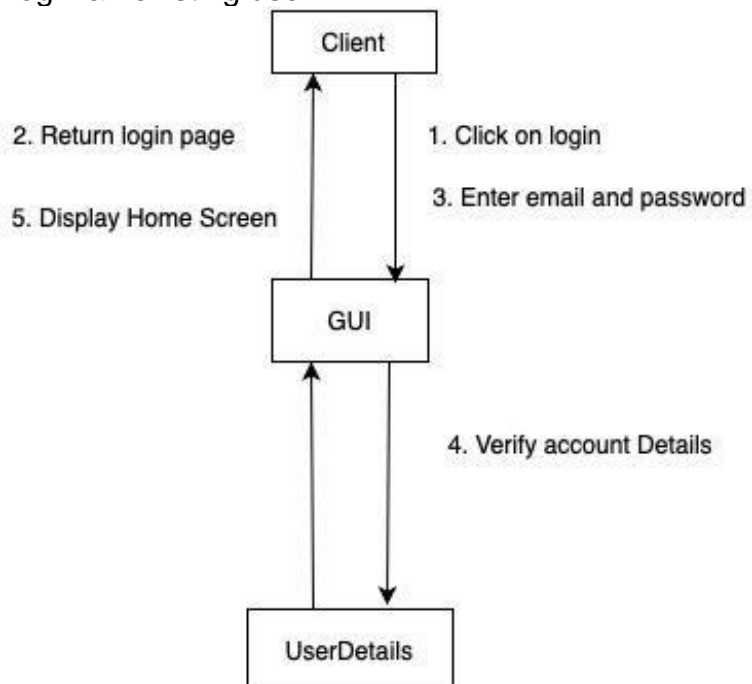 Client
2. Return login page
1. Click on login
3. Enter email and password
5. Display Home Screen
GUI
4. Verify account Details
UserDetails